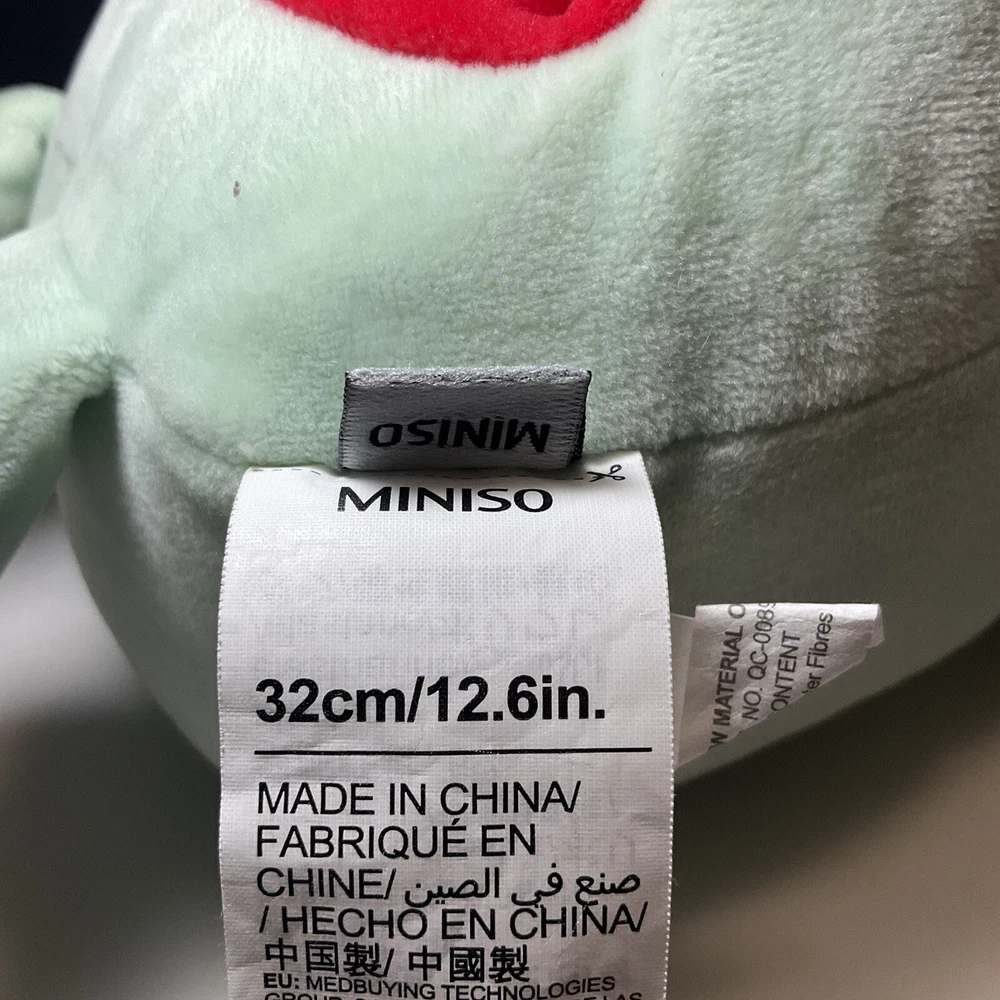 MINISO
MINISO
32cm/12.6in.
MADE IN CHINA/
FABRIQUÉ EN
CHINE/ صنع في الصين
/ HECHO EN CHINA/
中国製/ 中國製
EU: MEDBUYING TECHNOLOGIES
MATERIAL
NO. QC-0089
Fibres